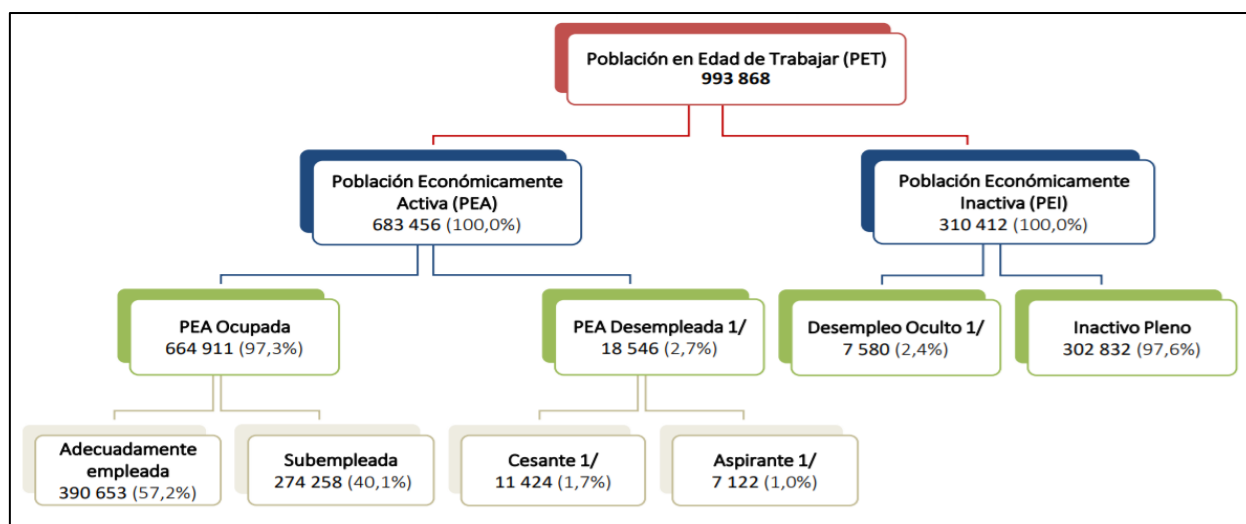 Población en Edad de Trabajar (PET)
993 868
Población Económicamente
Activa (PEA)
683 456 (100,0%)
Población Económicamente
Inactiva (PEI)
310 412 (100,0%)
PEA Ocupada
664 911 (97,3%)
PEA Desempleada 1/
18 546 (2,7%)
Desempleo Oculto 1/
7 580 (2,4%)
Inactivo Pleno
302 832 (97,6%)
Adecuadamente
empleada
390 653 (57,2%)
Subempleada
274 258 (40,1%)
Cesante 1/
11 424 (1,7%)
Aspirante 1/
7 122 (1,0%)